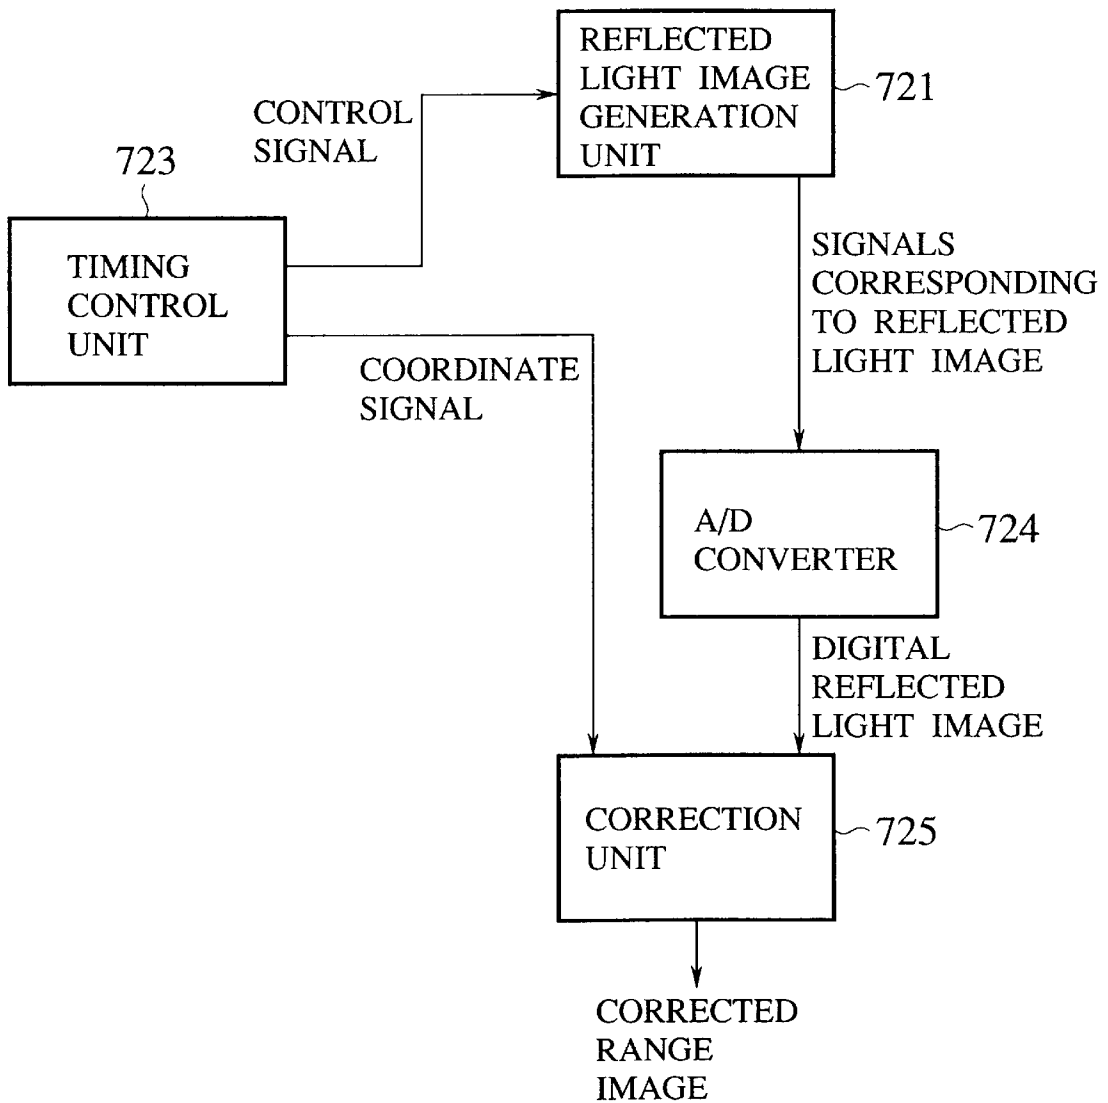 REFLECTED
LIGHT IMAGE
GENERATION
UNIT
721
CONTROL
SIGNAL
723
TIMING
CONTROL
UNIT
SIGNALS
CORRESPONDING
TO REFLECTED
LIGHT IMAGE
COORDINATE
SIGNAL
A/D
CONVERTER
724
DIGITAL
REFLECTED
LIGHT IMAGE
CORRECTION
UNIT
725
CORRECTED
RANGE
IMAGE